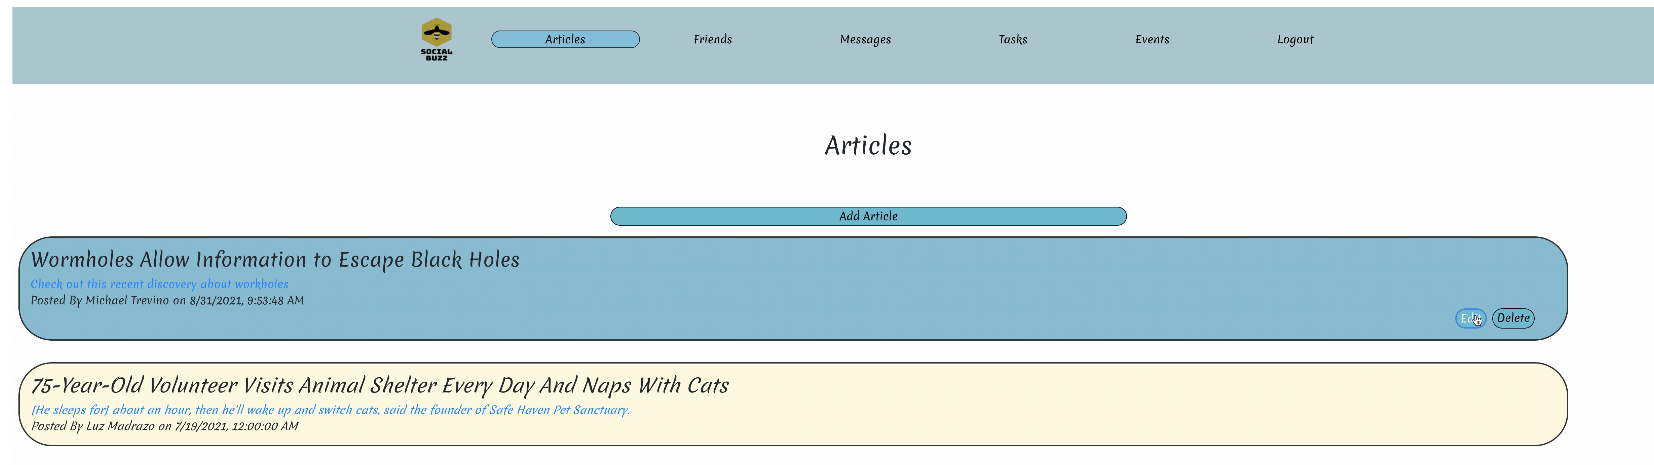 SOCIAL
BUZZ
Articles
Friends
Messages
Tasks
Events
Logout
Articles
Add Article
Wormholes Allow Information to Escape Black Holes
Check out this recent discovery about workholes
Posted By Michael Trevino on 8/31/2021, 9:53:48 AM
Delete
75-Year-Old Volunteer Visits Animal Shelter Every Day And Naps With Cats
[He sleeps for] about an hour, then he'll wake up and switch cats, said the founder of Safe Haven Pet Sanctuary.
Posted By Luz Madrazo on 7/19/2021, 12:00:00 AM